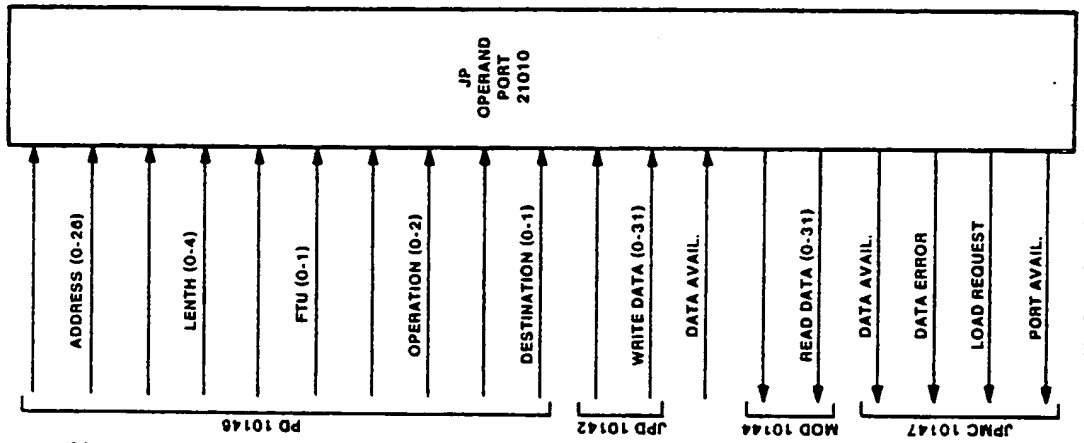 JP
OPERAND
PORT
21010
ADDRESS (0-26)
LENTH (0-4)
FTU (0-1)
OPERATION (0-2)
DESTINATION (0-1)
WRITE DATA (0-31)
DATA AVAIL.
READ DATA (0-31)
DATA AVAIL.
DATA ERROR
LOAD REQUEST
PORT AVAIL.
PD 10146
JPD 10142
MOD 10144
JPMC 10147